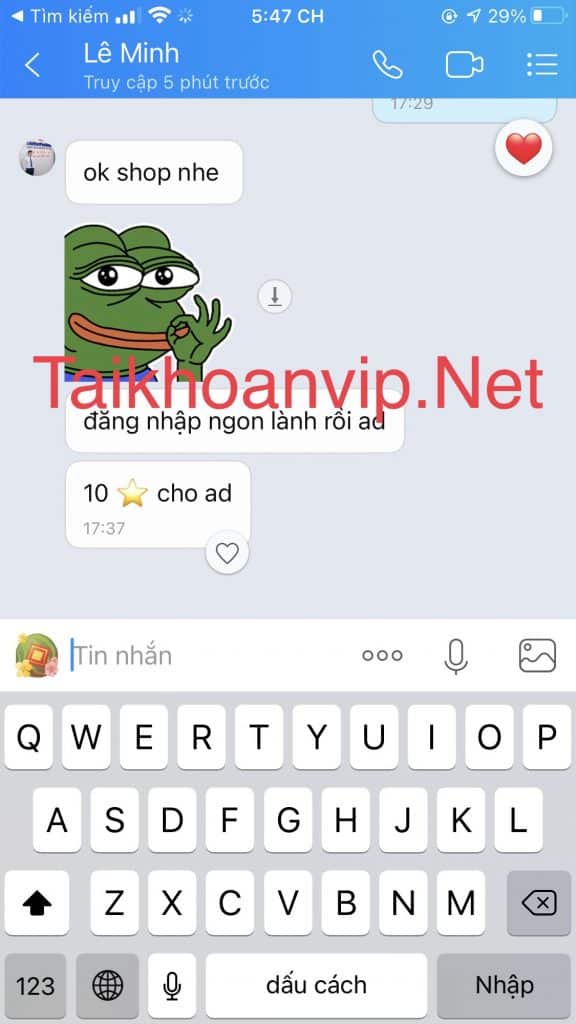 Tìm kiếm
5:47 CH
29%
Lê Minh
Truy cập 5 phút trước
17:29
ok shop nhe
Taikhoanvip.Net
đăng nhập ngon lành rồi ad
10 ⭐ cho ad
17:37
Tin nhắn
Q W E R T Y U I O P
A S D F G H J K L
Z X C V B N M
123
dấu cách
Nhập